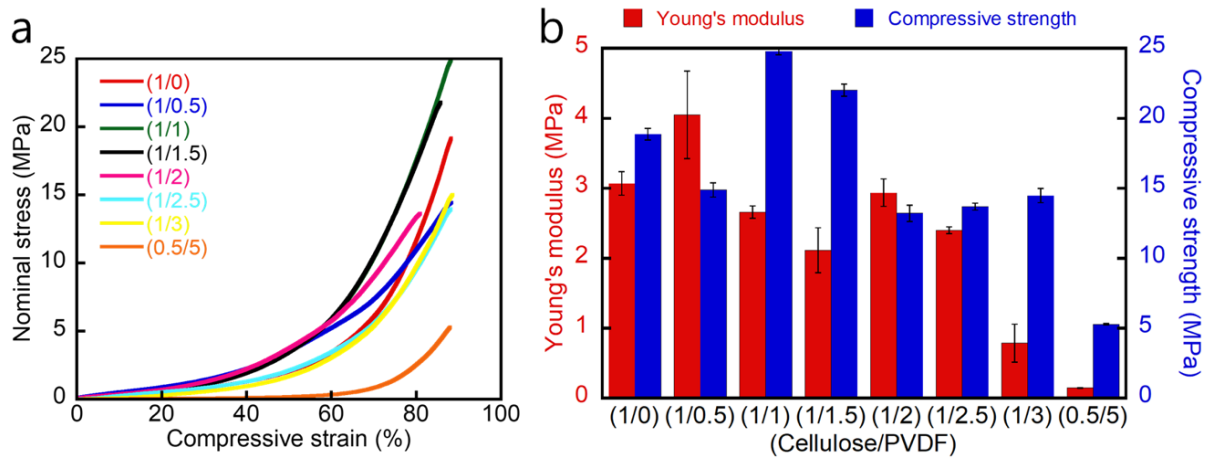 a
Nominal stress (MPa)
25
20
15
10
5
0
(1/0)
(1/0.5)
(1/1)
(1/1.5)
(1/2)
(1/2.5)
(1/3)
(0.5/5)
0 20 40 60 80 100
Compressive strain (%)
b
Young's modulus Compressive strength
Young's modulus (MPa)
5
4
3
2
1
0
25
20
15
10
5
0
Compressive strength (MPa)
(1/0) (1/0.5) (1/1) (1/1.5) (1/2) (1/2.5) (1/3) (0.5/5)
(Cellulose/PVDF)